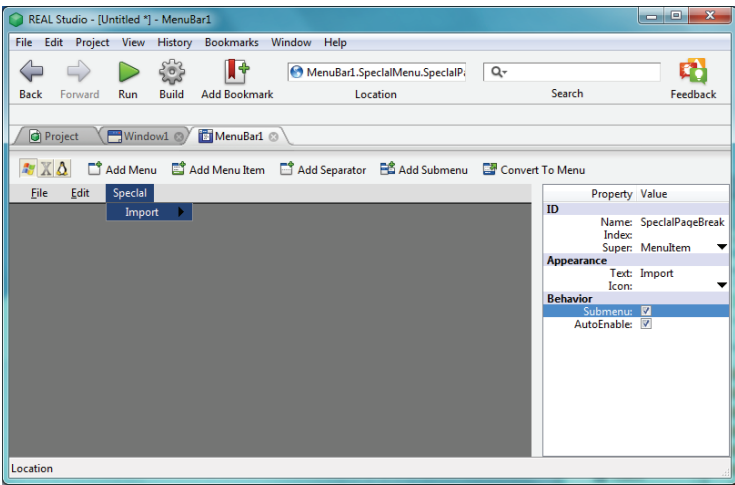 REAL Studio - [Untitled *] - MenuBar1
File Edit Project View History Bookmarks Window Help
MenuBar1.SpecialMenu.SpecialPa
Back Forward Run Build Add Bookmark Location Search Feedback
Project Window1 MenuBar1
Add Menu Add Menu Item Add Separator Add Submenu Convert To Menu
File Edit Special
Import
Property Value
ID
Name: SpecialPageBreak
Index:
Super: MenuItem
Appearance
Text: Import
Icon:
Behavior
Submenu:
AutoEnable:
Location